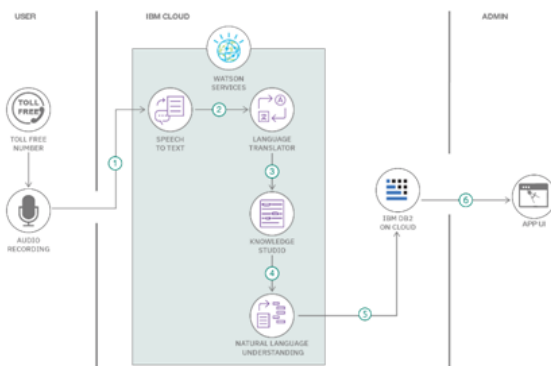 USER
IBM CLOUD
ADMIN
TOLL
FREE
TOLL FREE
NUMBER
AUDIO
RECORDING
1
WATSON
SERVICES
SPEECH
TO TEXT
2
A
LANGUAGE
TRANSLATOR
3
KNOWLEDGE
STUDIO
4
NATURAL LANGUAGE
UNDERSTANDING
5
IBM DB2
ON CLOUD
6
APP UI